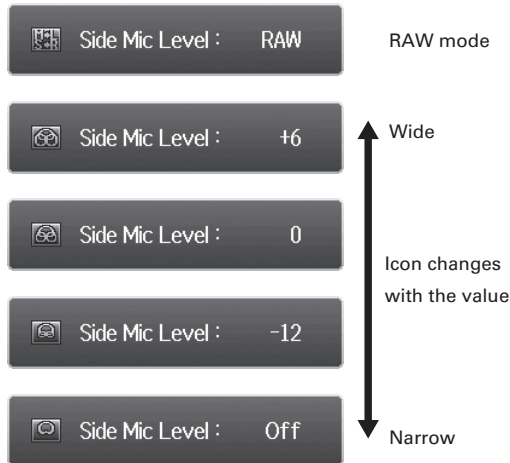 Side Mic Level : RAW
RAW mode
Side Mic Level : +6
Wide
Side Mic Level : 0
Icon changes
with the value
Side Mic Level : -12
Side Mic Level : Off
Narrow